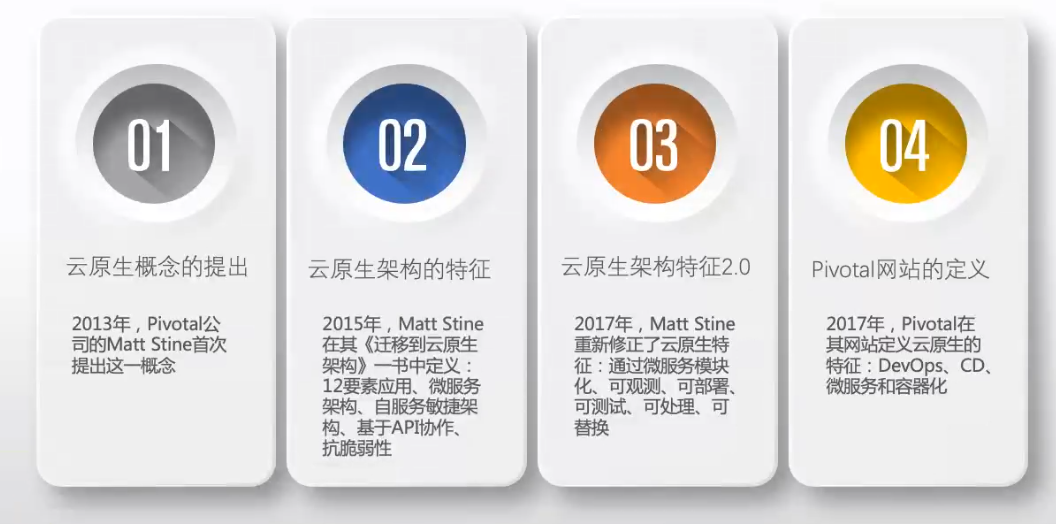 01
云原生概念的提出
2013年，Pivotal公
司的Matt Stine首次
提出这一概念
02
云原生架构的特征
2015年，Matt Stine
在其《迁移到云原生
架构》一书中定义：
12要素应用、微服务
架构、自服务敏捷架
构、基于API协作、
抗脆弱性
03
云原生架构特征2.0
2017年，Matt Stine
重新修正了云原生特
征：通过微服务模块
化、可观测、可部署、
可测试、可处理、可
替换
04
Pivotal网站的定义
2017年，Pivotal在
其网站定义云原生的
特征：DevOps、CD、
微服务和容器化